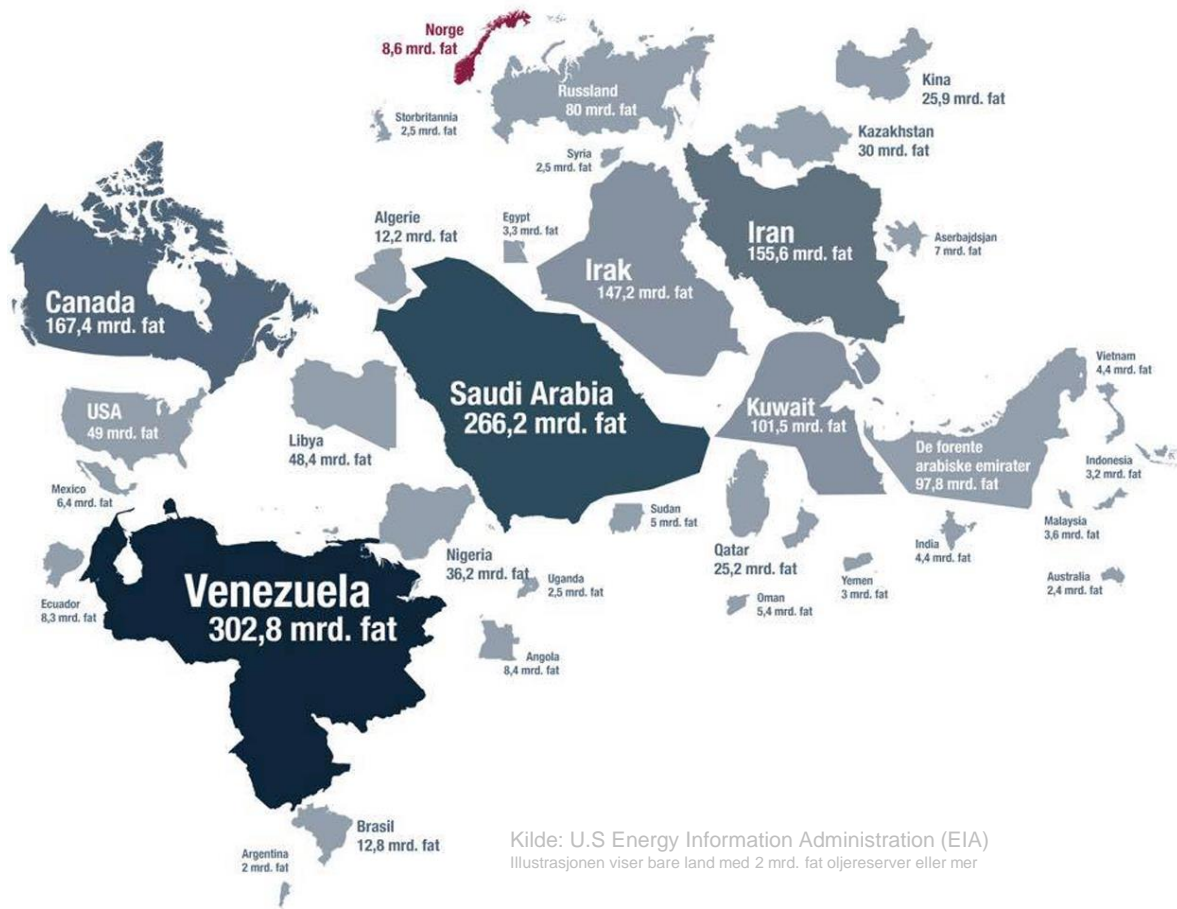 Norge
8,6 mrd. fat
Russland
80 mrd. fat
Kina
25,9 mrd. fat
Storbritannia
2,5 mrd. fat
Kazakhstan
30 mrd. fat
Syria
2,5 mrd. fat
Algerie
12,2 mrd. fat
Egypt
3,3 mrd. fat
Iran
155,6 mrd. fat
Aserbajdsjan
7 mrd. fat
Irak
147,2 mrd. fat
Canada
167,4 mrd. fat
Saudi Arabia
266,2 mrd. fat
Vietnam
4,4 mrd. fat
USA
49 mrd. fat
Libya
48,4 mrd. fat
Kuwait
101,5 mrd. fat
De forente
arabiske emirater
97,8 mrd. fat
Indonesia
3,2 mrd. fat
Mexico
6,4 mrd. fat
Sudan
5 mrd. fat
Malaysia
3,6 mrd. fat
Nigeria
36,2 mrd. fat
Qatar
25,2 mrd. fat
India
4,4 mrd. fat
Uganda
2,5 mrd. fat
Yemen
3 mrd. fat
Australia
2,4 mrd. fat
Ecuador
8,3 mrd. fat
Venezuela
302,8 mrd. fat
Oman
5,4 mrd. fat
Angola
8,4 mrd. fat
Brasil
12,8 mrd. fat
Argentina
2 mrd. fat
Kilde: U.S Energy Information Administration (EIA)
Illustrasjonen viser bare land med 2 mrd. fat oljereserver eller mer